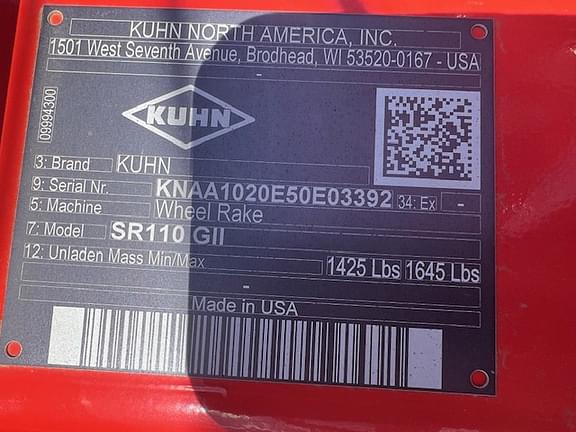 KUHN NORTH AMERICA, INC.
1501 West Seventh Avenue, Brodhead, WI 53520-0167 - USA
-
09994300
KUHN
3: Brand KUHN
9: Serial Nr. KNAA1020E50E03392 34: Ex -
5: Machine Wheel Rake
7: Model SR110 GII
12: Unladen Mass Min/Max 1425 Lbs 1645 Lbs
-
Made in USA